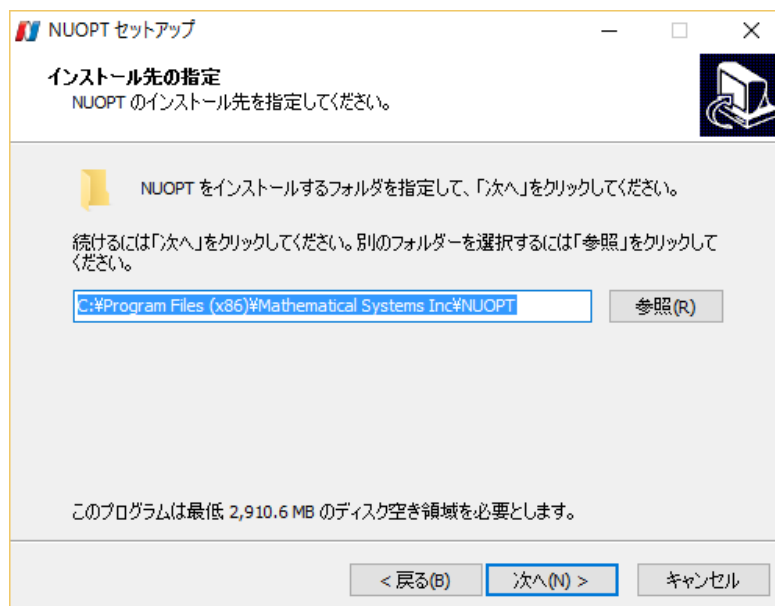 NUOPT セットアップ
インストール先の指定
NUOPT のインストール先を指定してください。
NUOPT をインストールするフォルダを指定して、「次へ」をクリックしてください。
続けるには「次へ」をクリックしてください。別のフォルダーを選択するには「参照」をクリックして
ください。
C:¥Program Files (x86)¥Mathematical Systems Inc¥NUOPT
参照(R)
このプログラムは最低 2,910.6 MB のディスク空き領域を必要とします。
< 戻る(B)
次へ(N) >
キャンセル